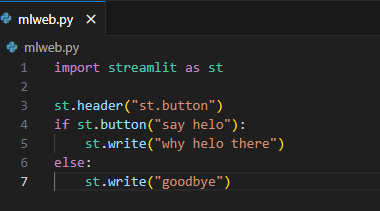 mlweb.py
mlweb.py
1 import streamlit as st
2
3 st.header("st.button")
4 if st.button("say helo"):
5     st.write("why helo there")
6 else:
7     st.write("goodbye")